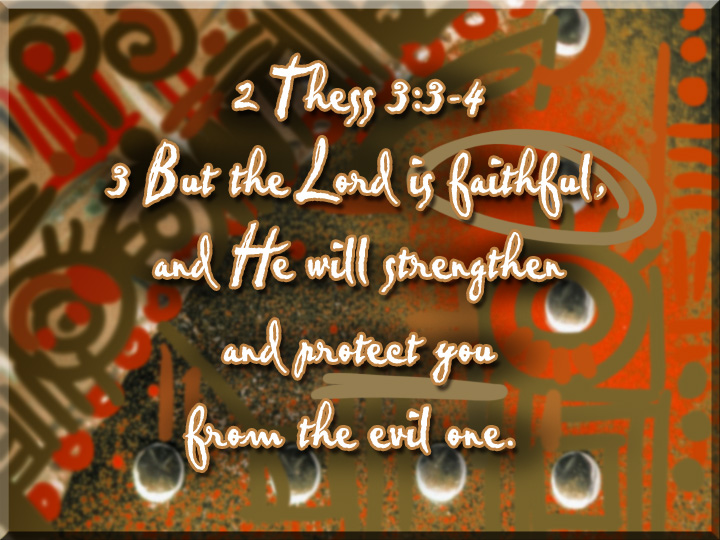 2 Thess 3:3-4
3 But the Lord is faithful,
and He will strengthen
and protect you
from the evil one.